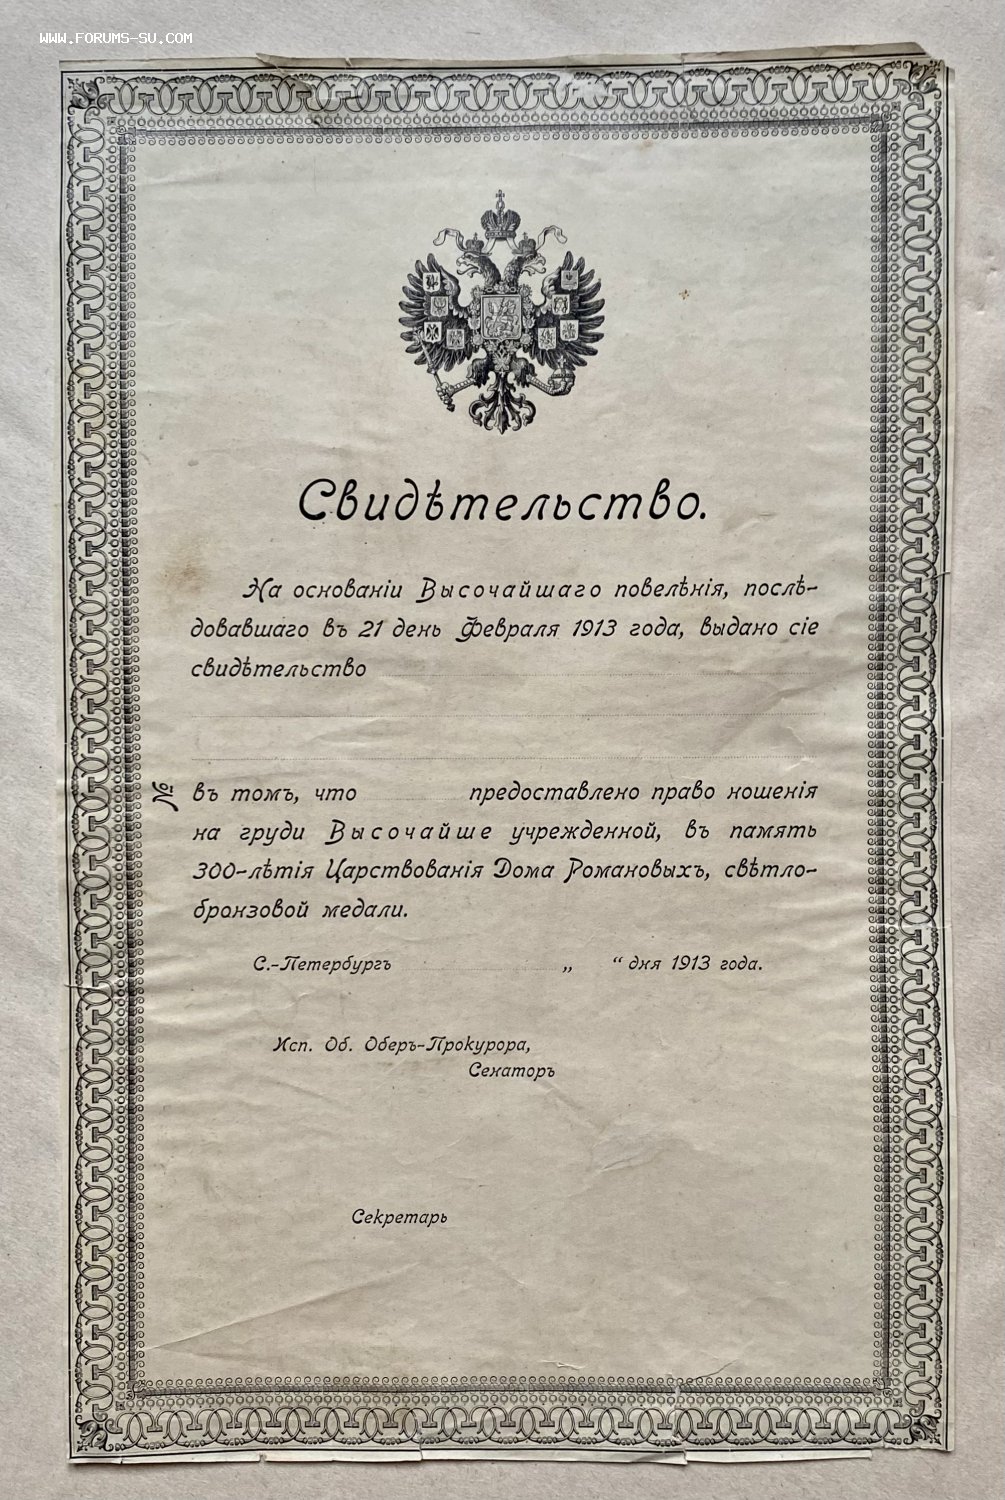 WWW.FORUMS-SU.COM
Свидѣтельство.
На основаніи Высочайшаго повелѣнія, послѣ-
довавшаго въ 21 день Февраля 1913 года, выдано сіе
свидѣтельство
№
въ томъ, что предоставлено право ношенія
на груди Высочайше учрежденной, въ память
300-лѣтія Царствованія Дома Романовыхъ, свѣтло-
бронзовой медали.
С.-Петербургъ „ “ дня 1913 года.
Исп. Об. Оберъ-Прокурора,
Сенаторъ
Секретарь